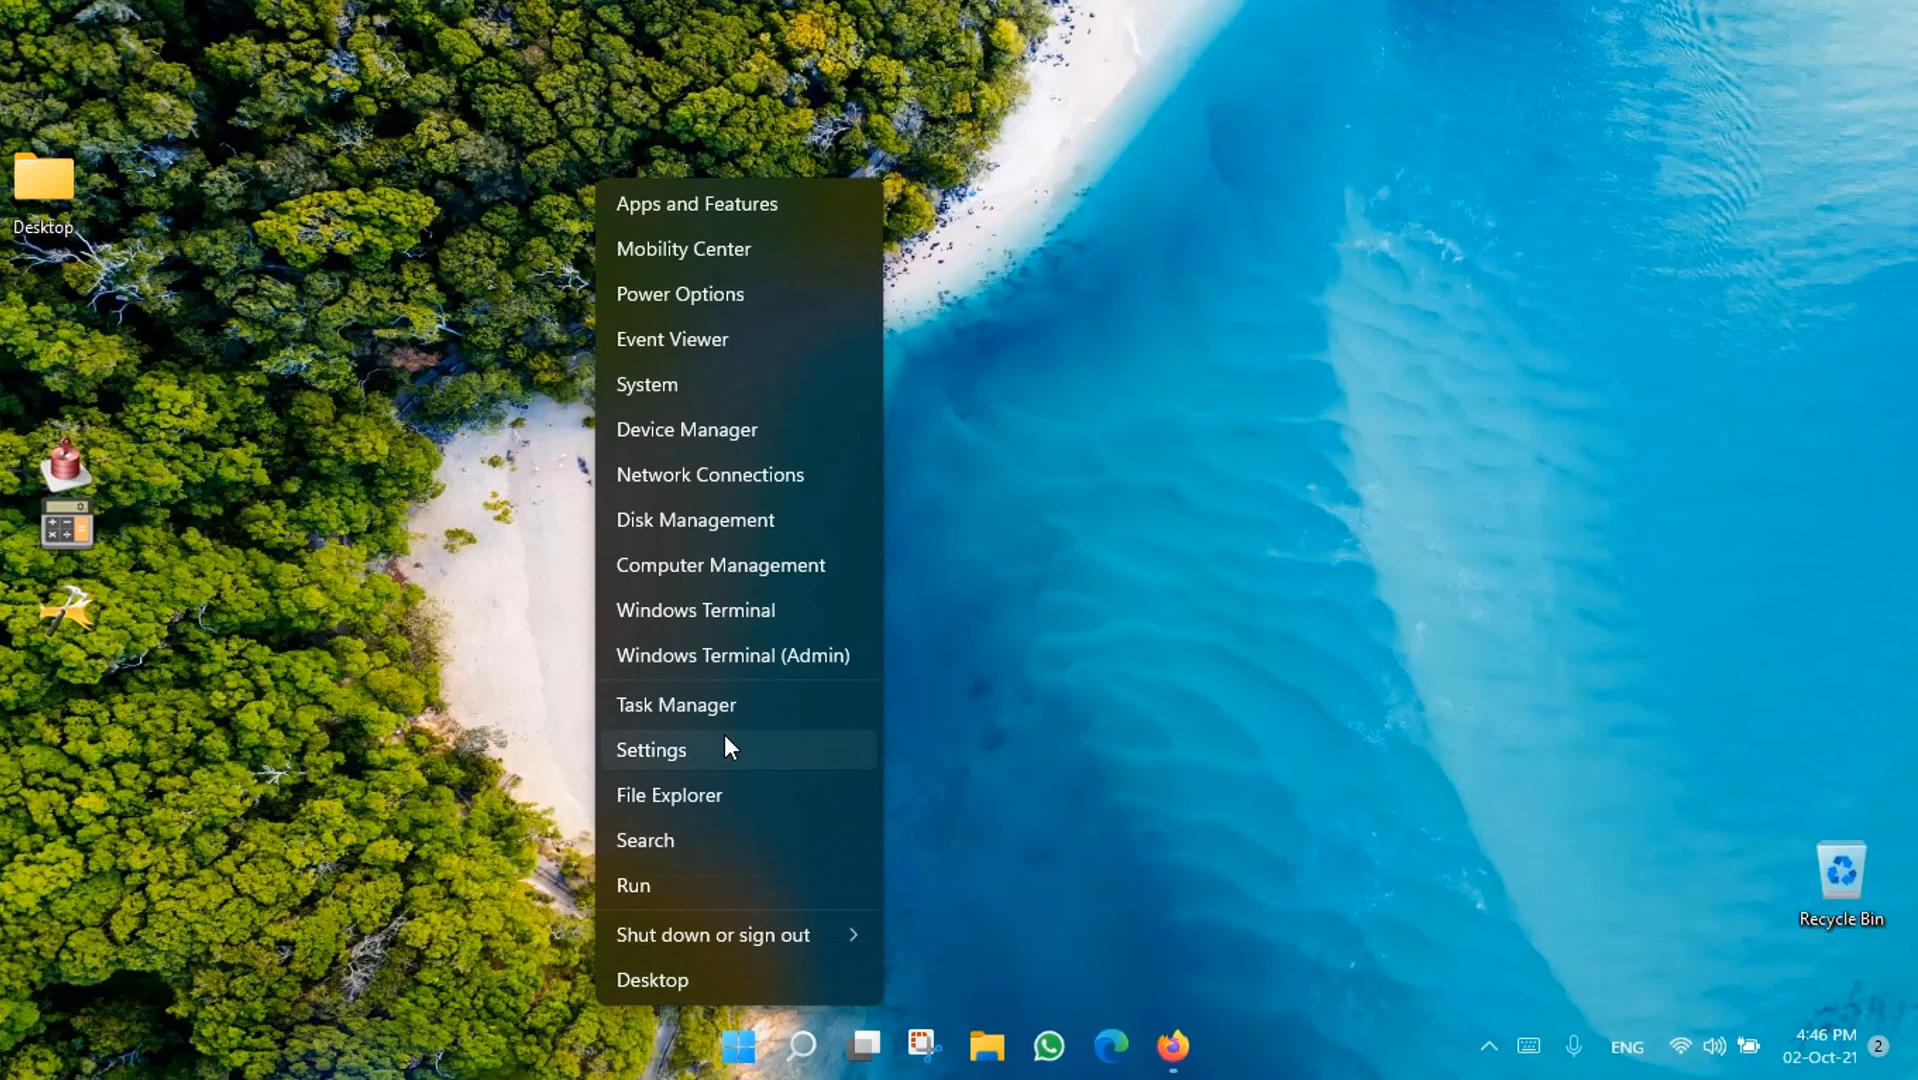 Desktop
Apps and Features
Mobility Center
Power Options
Event Viewer
System
Device Manager
Network Connections
Disk Management
Computer Management
Windows Terminal
Windows Terminal (Admin)
Task Manager
Settings
File Explorer
Search
Run
Shut down or sign out
Desktop
Recycle Bin
ENG
4:46 PM
02-Oct-21
2